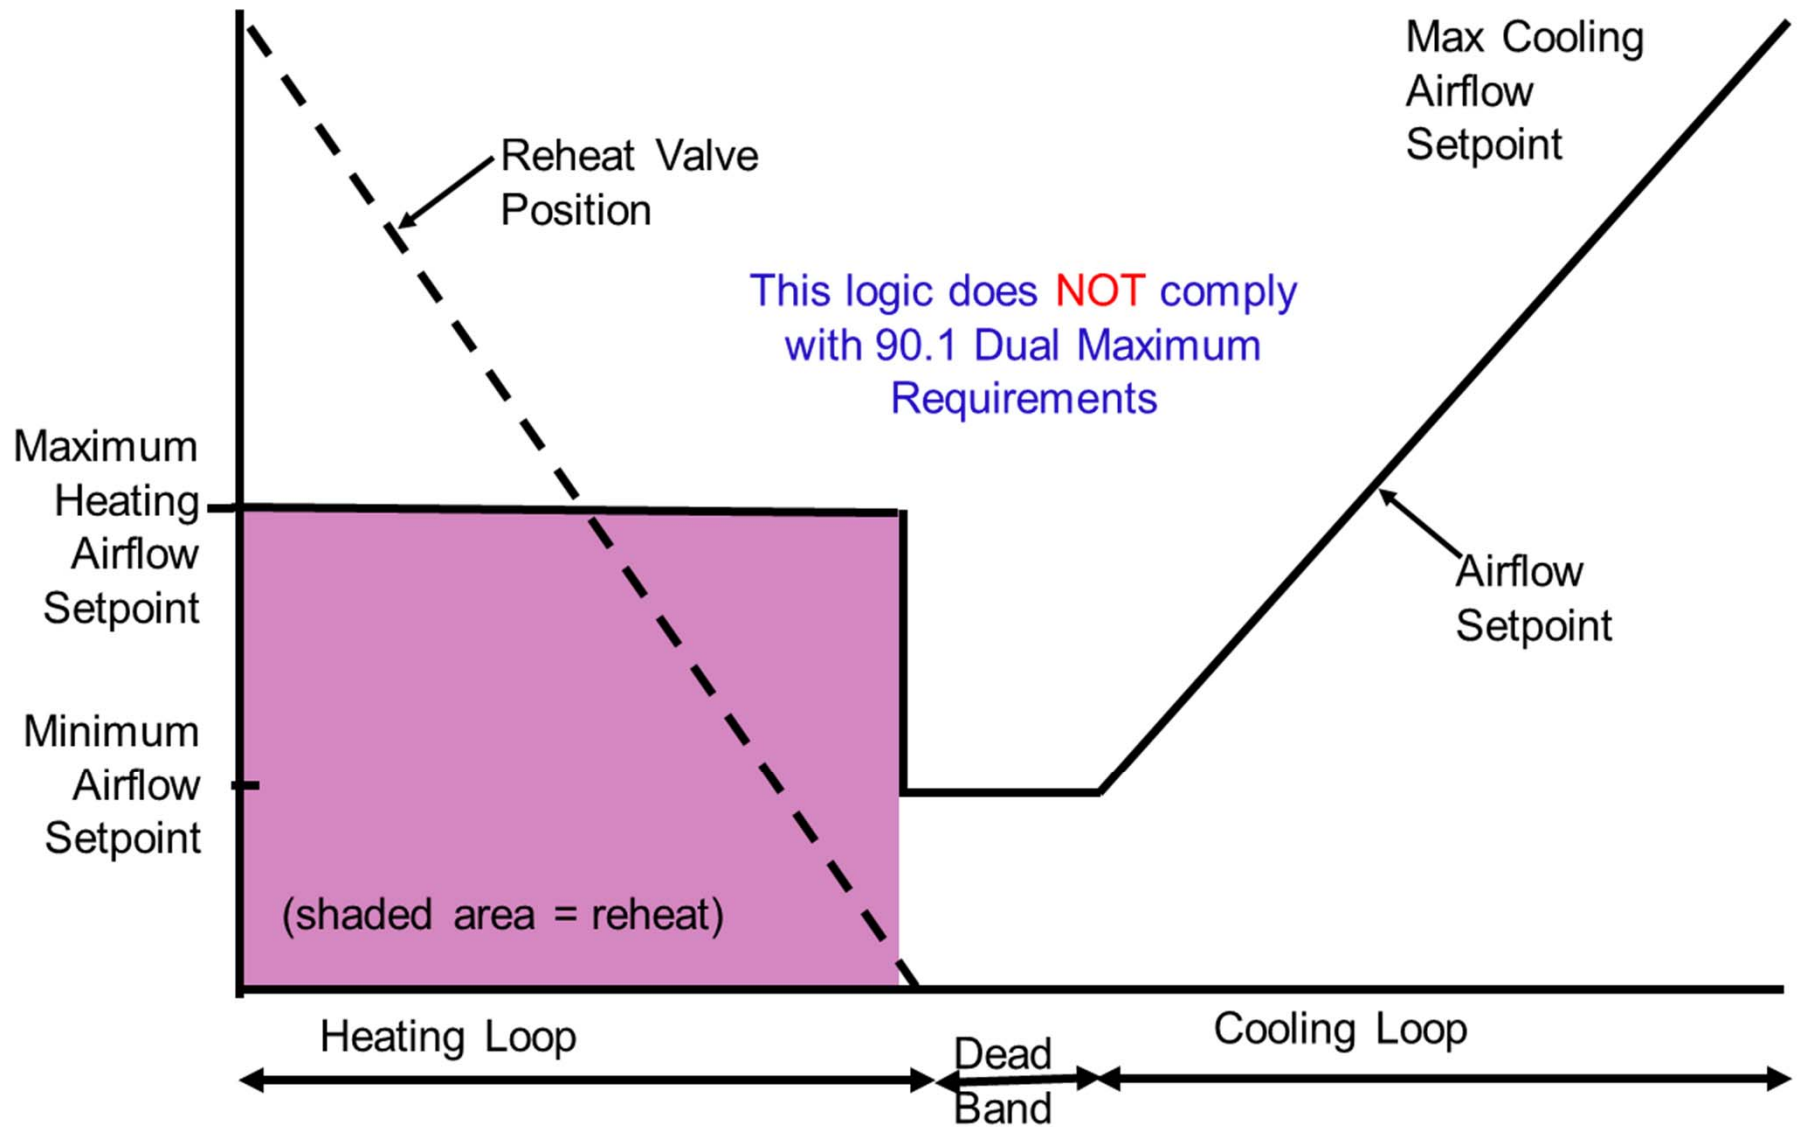 Max Cooling
Airflow
Setpoint
Reheat Valve
Position
This logic does NOT comply
with 90.1 Dual Maximum
Requirements
Maximum
Heating
Airflow
Setpoint
Airflow
Setpoint
Minimum
Airflow
Setpoint
(shaded area = reheat)
Heating Loop
Dead
Band
Cooling Loop